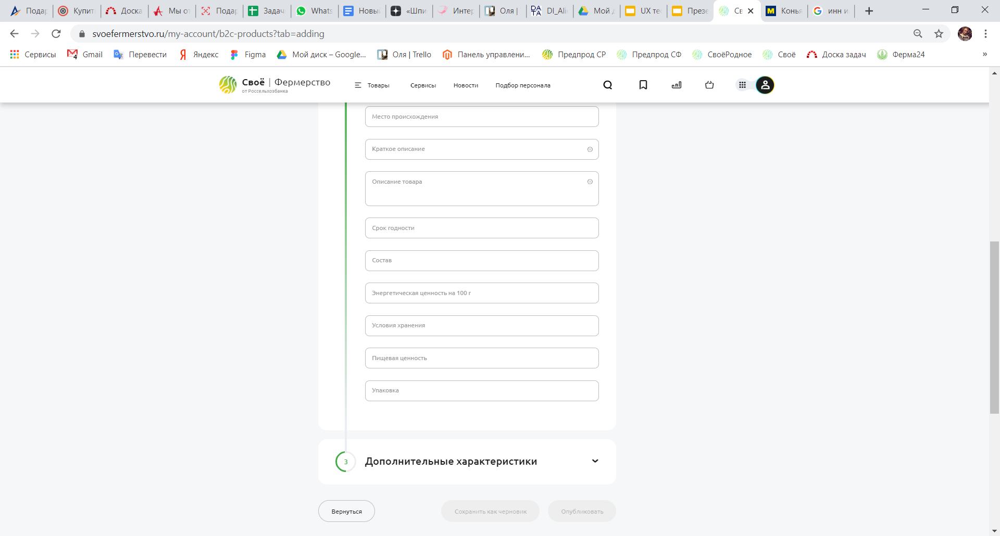 Пода
Купит
Доска
Мы от
Пода
Задач
Whats
Новы
«Шпи
Интер
Оля |
DI_Ali
Мой д
UX те
Презе
Св
Конья
инн и
svoefermerstvo.ru/my-account/b2c-products?tab=adding
Сервисы
Gmail
Перевести
Яндекс
Figma
Мой диск – Google...
Оля | Trello
Панель управлени...
Предпрод СР
Предпрод СФ
СвоёРодное
Своё
Доска задач
Ферма24
»
Своё | Фермерство
от Россельхозбанка
Товары
Сервисы
Новости
Подбор персонала
Место происхождения
Краткое описание
Описание товара
Срок годности
Состав
Энергетическая ценность на 100 г
Условия хранения
Пищевая ценность
Упаковка
3
Дополнительные характеристики
Вернуться
Сохранить как черновик
Опубликовать